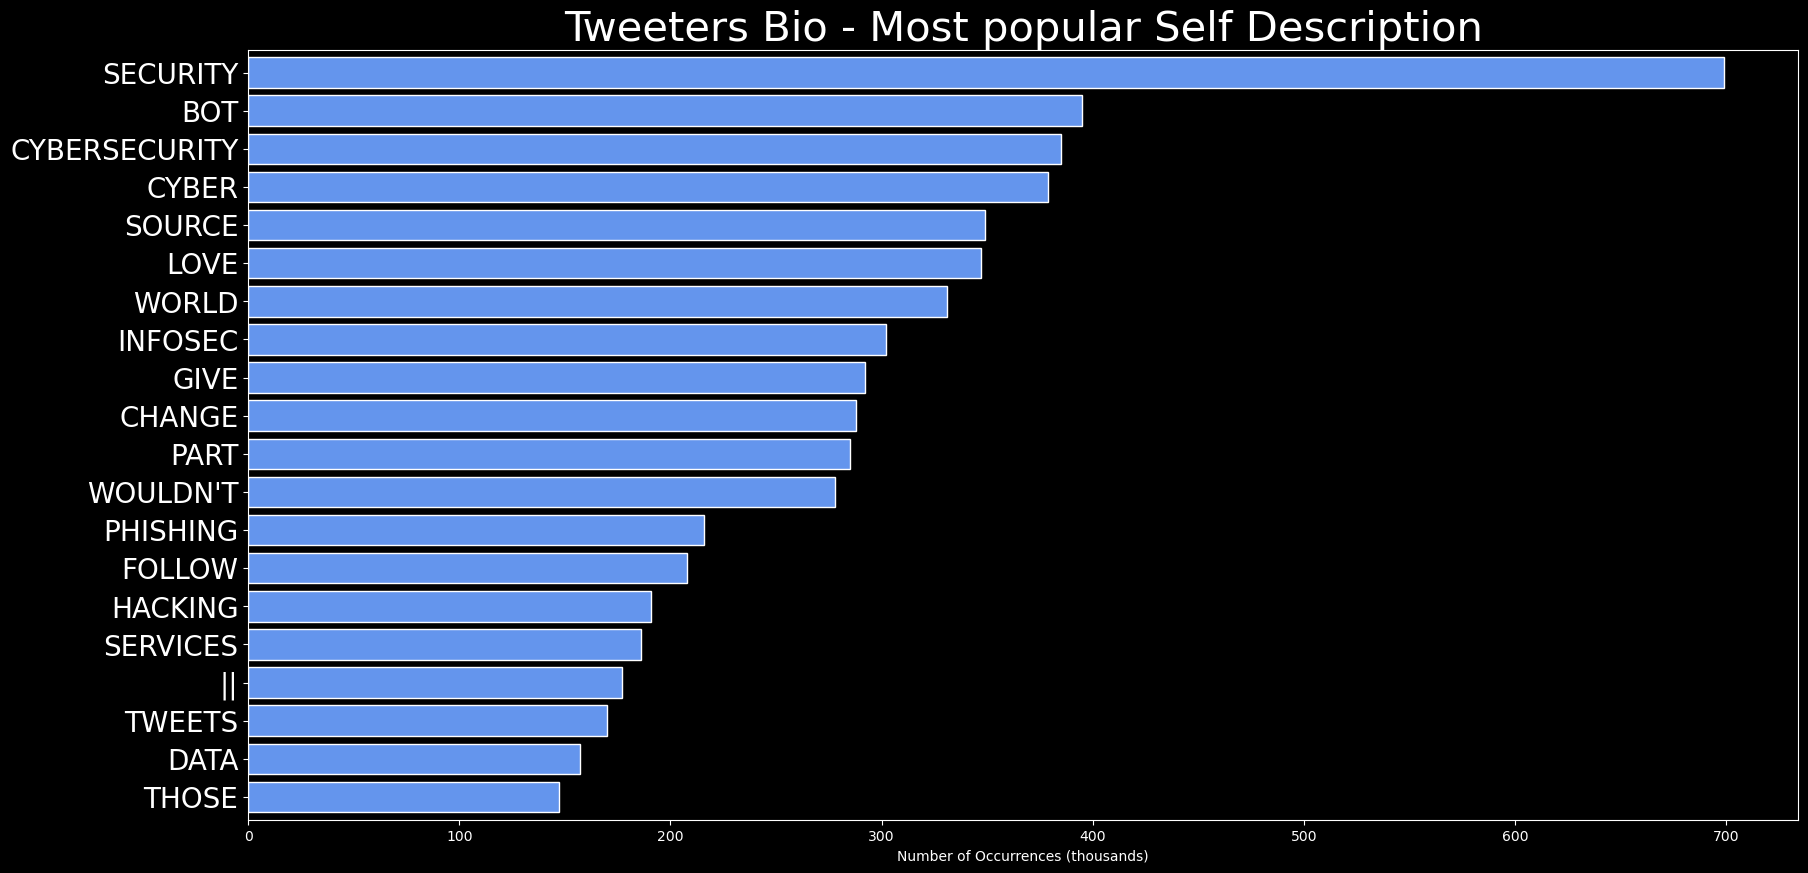 Tweeters Bio - Most popular Self Description
SECURITY
BOT
CYBERSECURITY
CYBER
SOURCE
LOVE
WORLD
INFOSEC
GIVE
CHANGE
PART
WOULDN'T
PHISHING
FOLLOW
HACKING
SERVICES
||
TWEETS
DATA
THOSE
0 100 200 300 400 500 600 700
Number of Occurrences (thousands)